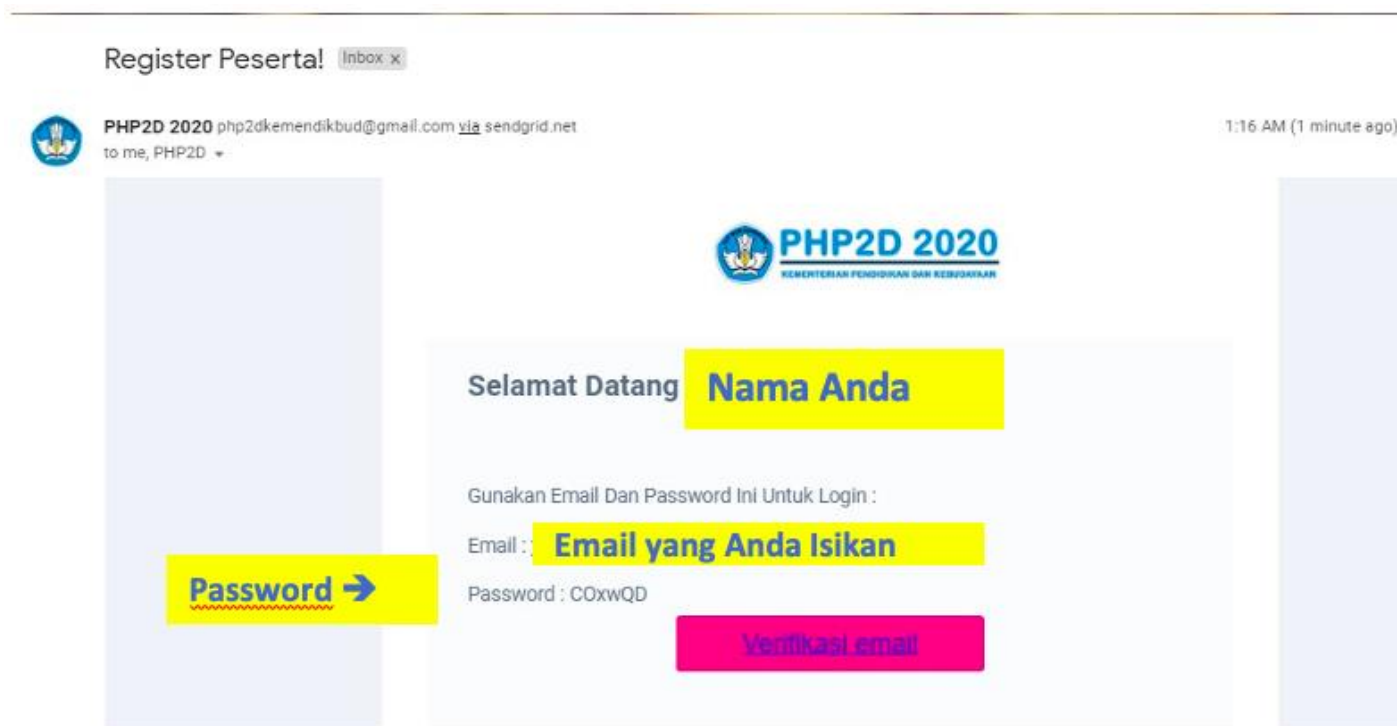 Register Peserta! Inbox x
PHP2D 2020 php2dkemendikbud@gmail.com via sendgrid.net
1:16 AM (1 minute ago)
to me, PHP2D
PHP2D 2020
KEMENTERIAN PENDIDIKAN DAN KEBUDAYAAN
Selamat Datang Nama Anda
Gunakan Email Dan Password Ini Untuk Login :
Email : Email yang Anda Isikan
Password ➔ Password : COxwQD
Verifikasi email